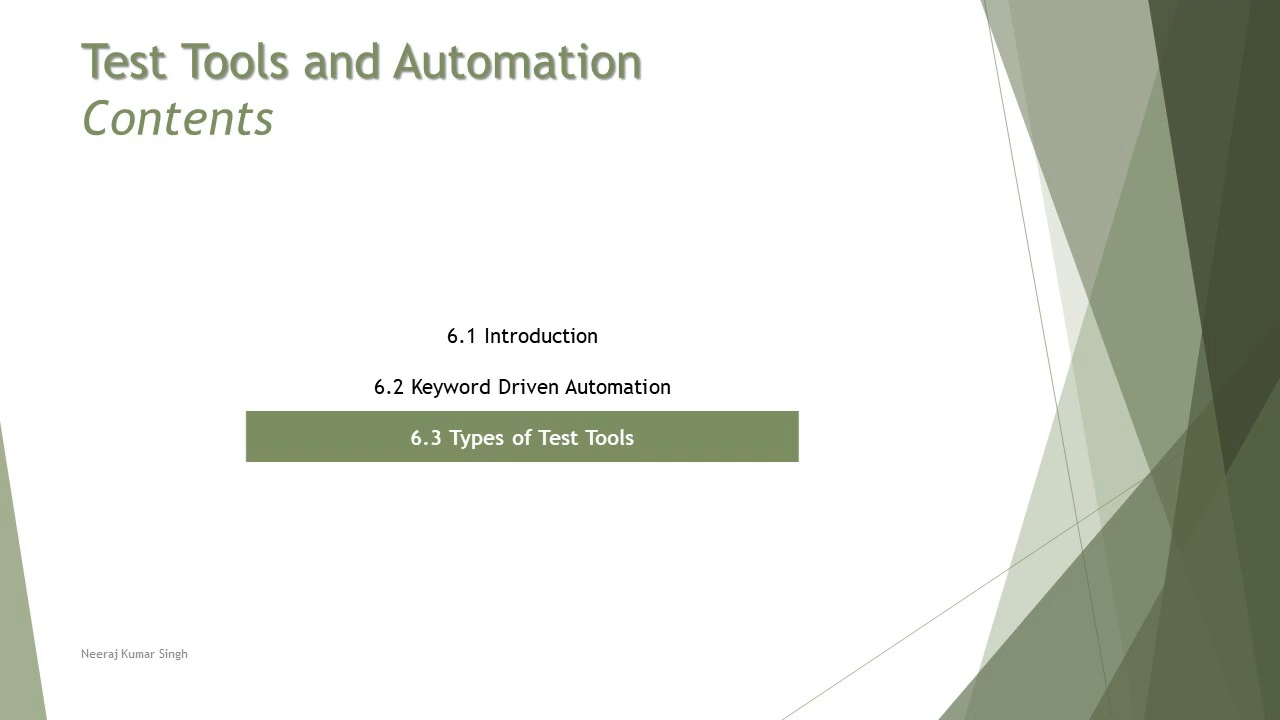 Test Tools and Automation
Contents
6.1 Introduction
6.2 Keyword Driven Automation
6.3 Types of Test Tools
Neeraj Kumar Singh